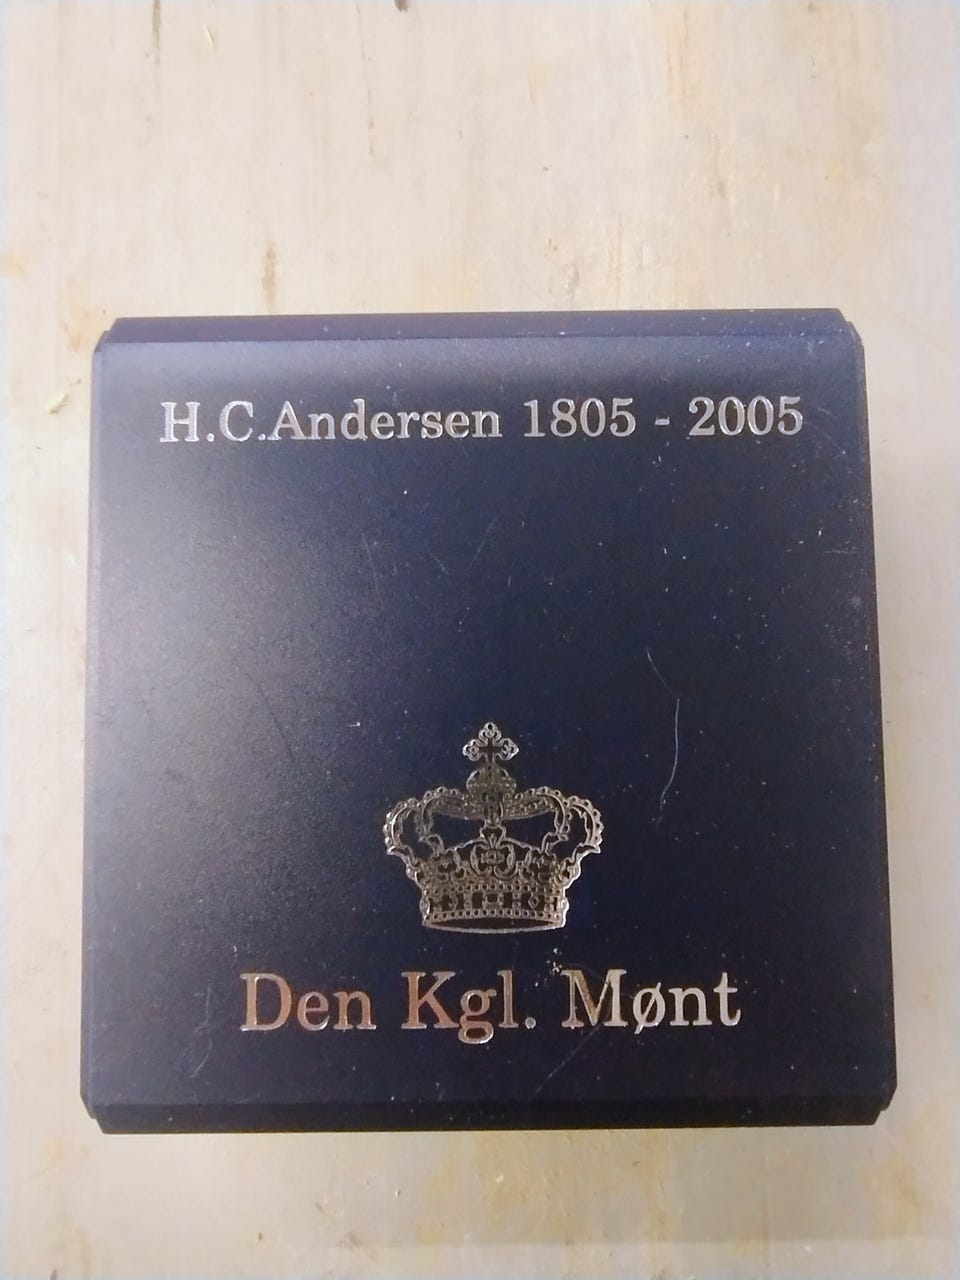 H.C.Andersen 1805 - 2005
Den Kgl. Mønt